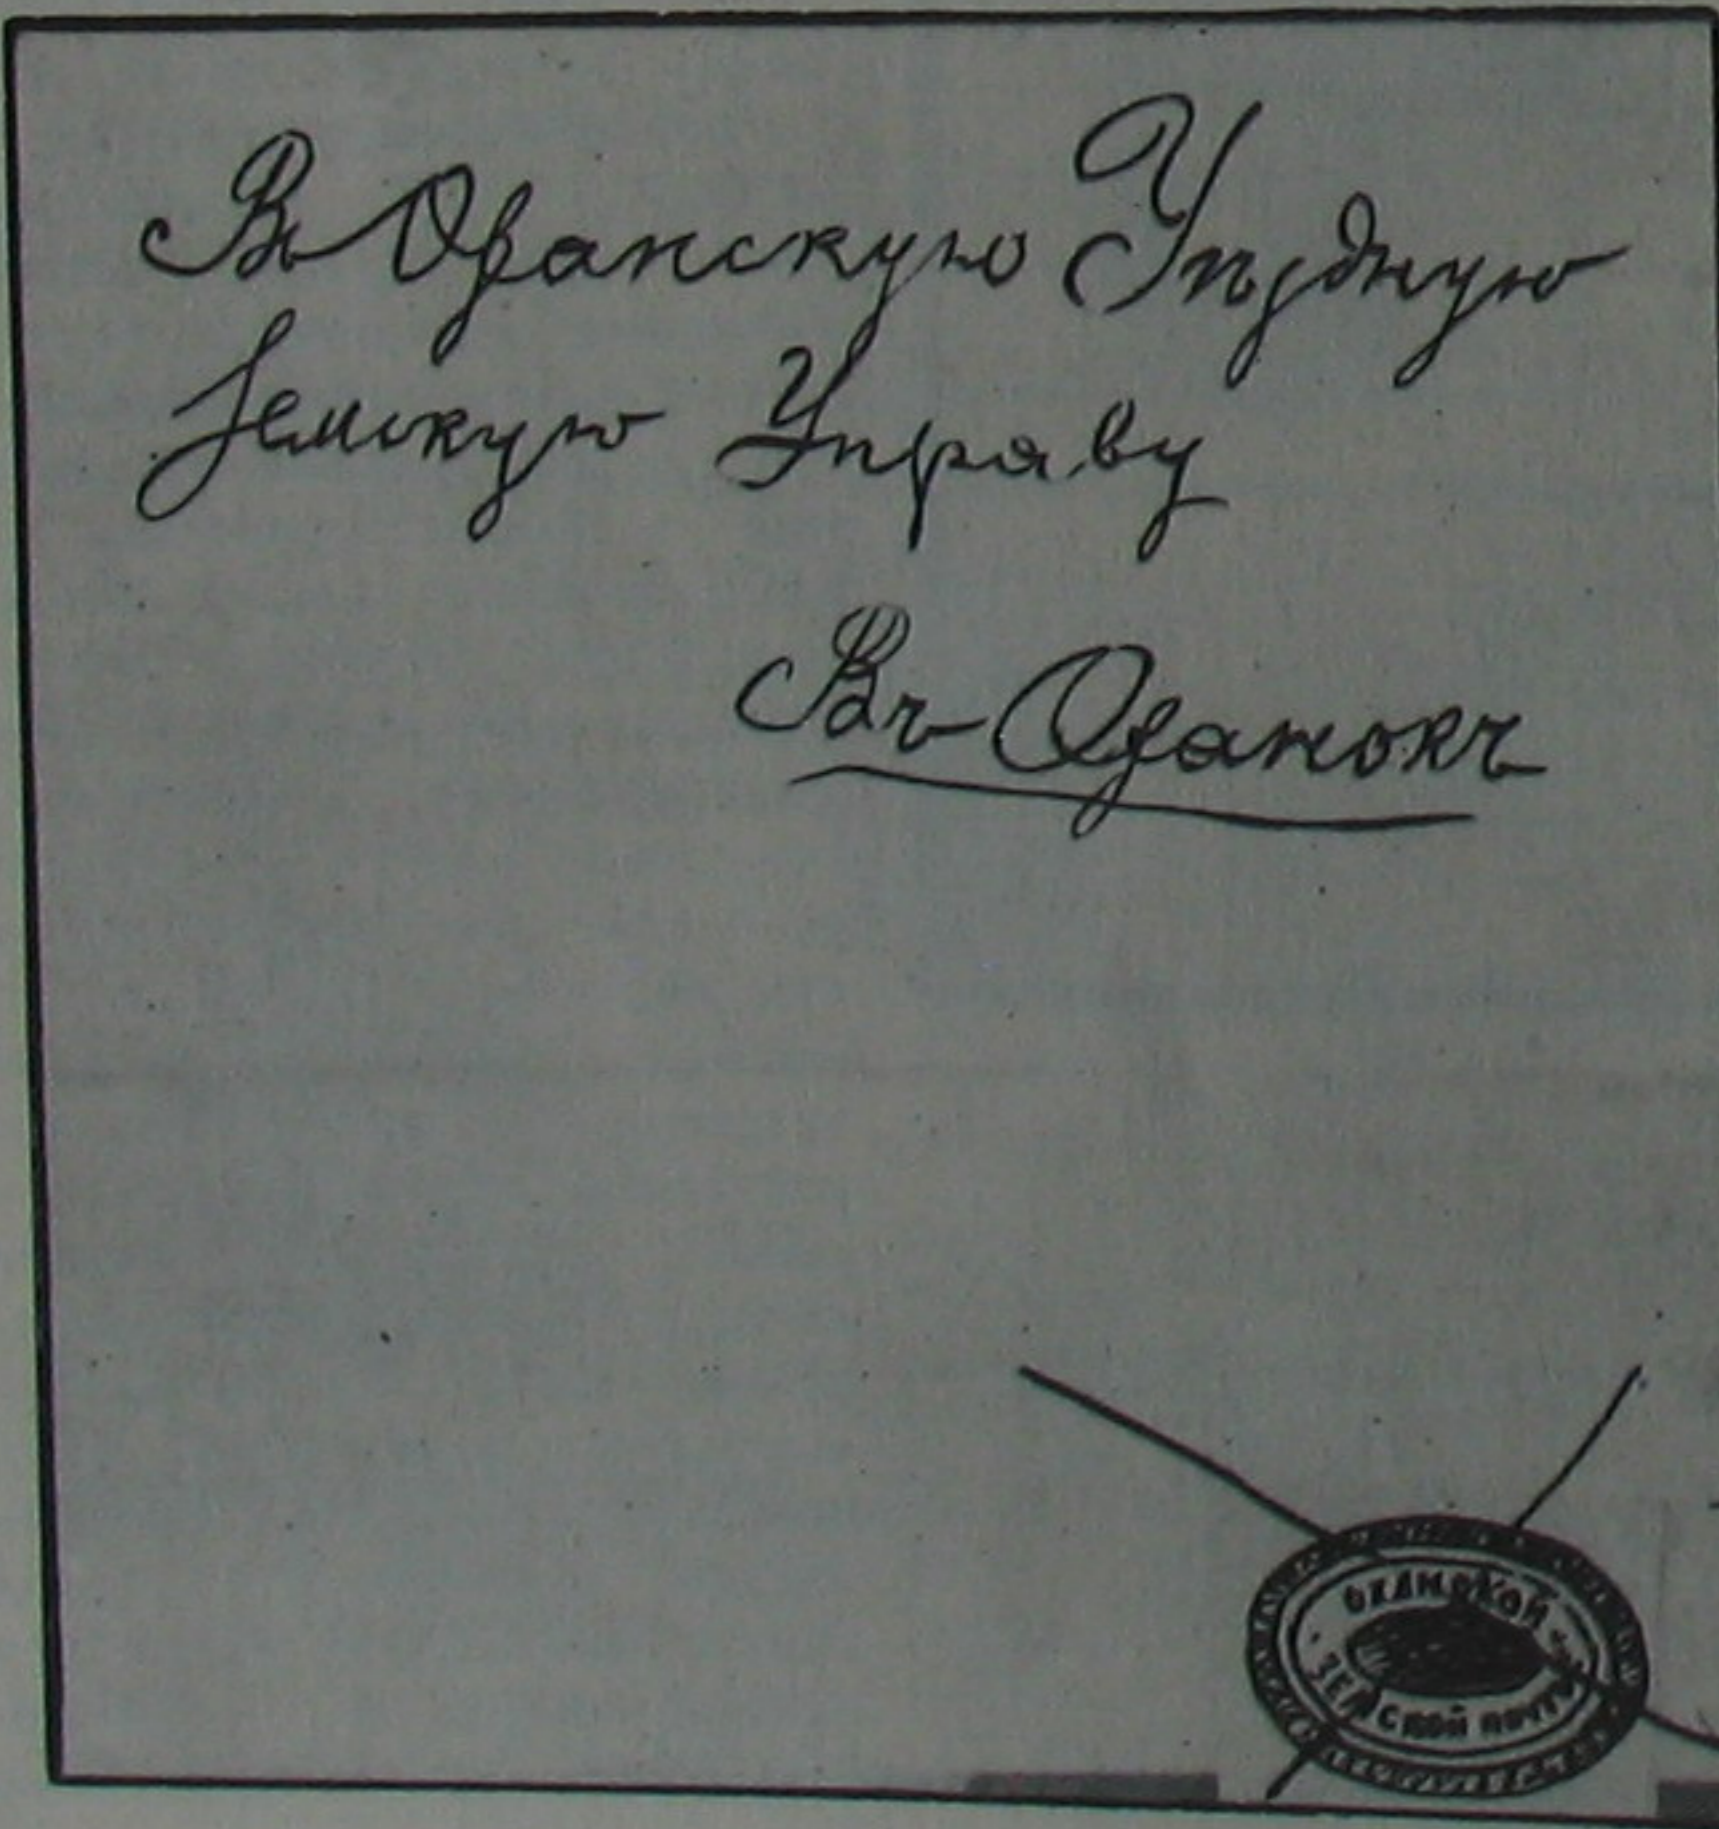 Въ Оханскую Уѣздную
Земскую Управу
Въ Оханскъ
ОХАНСКОЙ
ЗЕМСКОЙ ПОЧТЫ